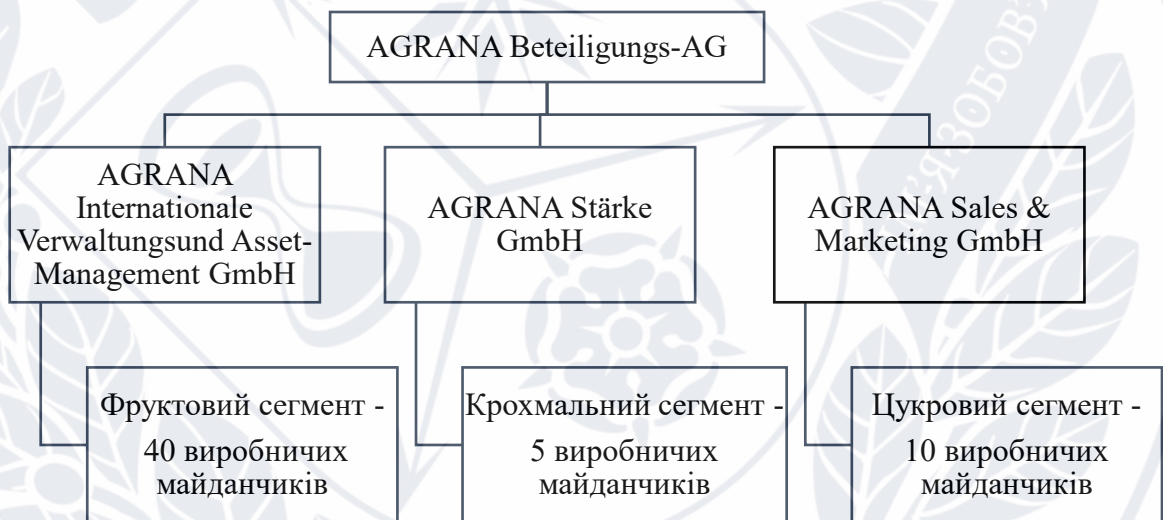 AGRANA Beteiligungs-AG
AGRANA
Internationale
Verwaltungsund Asset-
Management GmbH
AGRANA Stärke
GmbH
AGRANA Sales &
Marketing GmbH
Фруктовий сегмент -
40 виробничих
майданчиків
Крохмальний сегмент -
5 виробничих
майданчиків
Цукровий сегмент -
10 виробничих
майданчиків